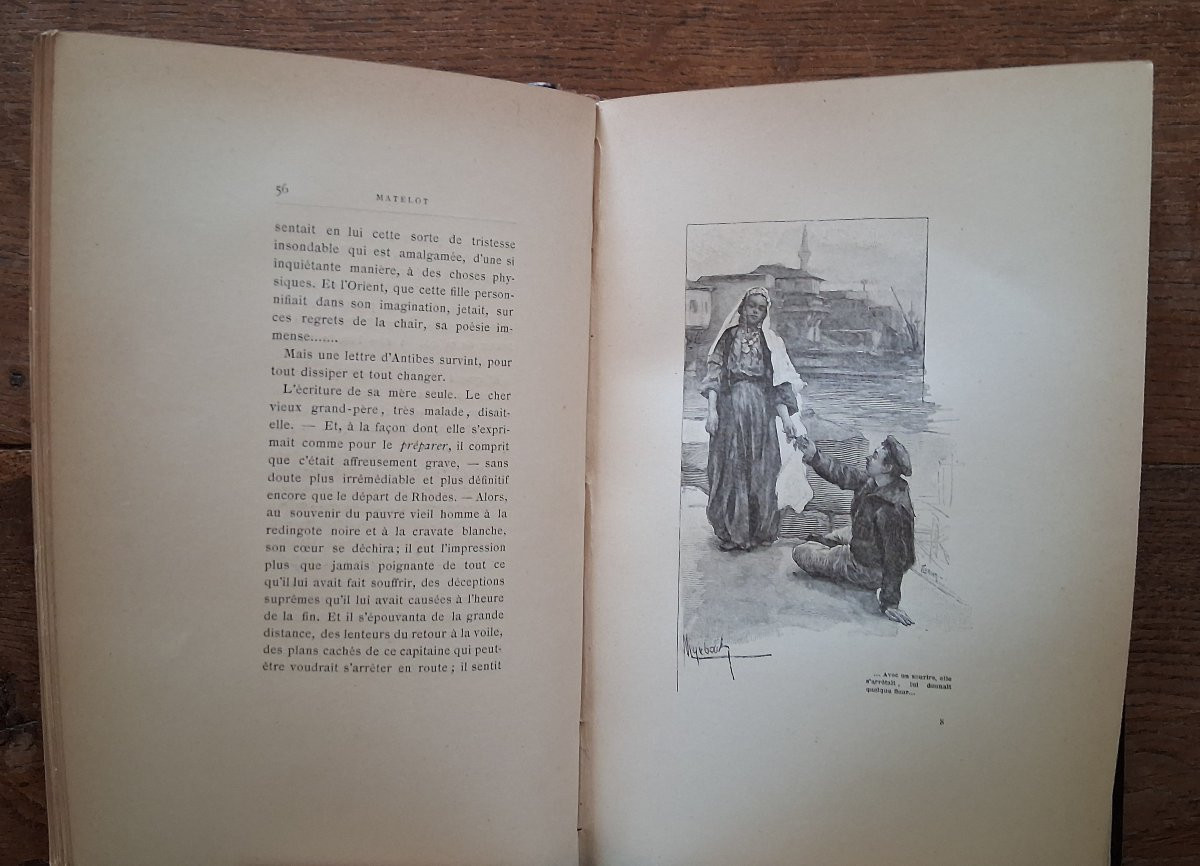 56
MATELOT
sentait en lui cette sorte de tristesse
insondable qui est amalgamée, d'une si
inquiétante manière, à des choses phy-
siques. Et l'Orient, que cette fille person-
nifiait dans son imagination, jetait, sur
ces regrets de la chair, sa poésie im-
mense.......
Mais une lettre d'Antibes survint, pour
tout dissiper et tout changer.
L'écriture de sa mère seule. Le cher
vieux grand-père, très malade, disait-
elle. — Et, à la façon dont elle s'expri-
mait comme pour le préparer, il comprit
que c'était affreusement grave, — sans
doute plus irrémédiable et plus définitif
encore que le départ de Rhodes. — Alors,
au souvenir du pauvre vieil homme à la
redingote noire et à la cravate blanche,
son cœur se déchira; il eut l'impression
plus que jamais poignante de tout ce
qu'il lui avait fait souffrir, des déceptions
suprêmes qu'il lui avait causées à l'heure
de la fin. Et il s'épouvanta de la grande
distance, des lenteurs du retour à la voile,
des plans cachés de ce capitaine qui peut-
être voudrait s'arrêter en route; il sentit
Myrbach
... Avec un sourire, elle
s'arrêtait, lui donnait
quelque fleur...
8